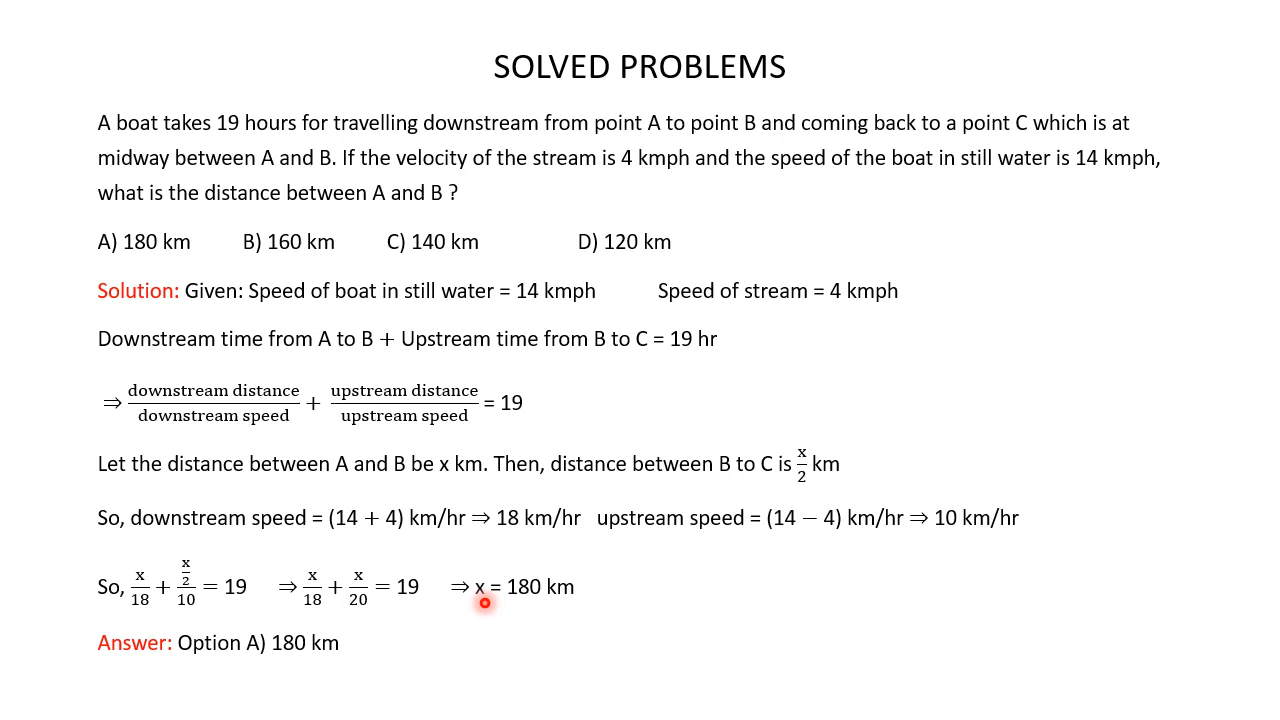 SOLVED PROBLEMS
A boat takes 19 hours for travelling downstream from point A to point B and coming back to a point C which is at
midway between A and B. If the velocity of the stream is 4 kmph and the speed of the boat in still water is 14 kmph,
what is the distance between A and B ?
A) 180 km B) 160 km C) 140 km D) 120 km
Solution: Given: Speed of boat in still water = 14 kmph Speed of stream = 4 kmph
Downstream time from A to B + Upstream time from B to C = 19 hr
⇒ downstream distance/downstream speed + upstream distance/upstream speed = 19
Let the distance between A and B be x km. Then, distance between B to C is x/2 km
So, downstream speed = (14 + 4) km/hr ⇒ 18 km/hr upstream speed = (14 − 4) km/hr ⇒ 10 km/hr
So, x/18 + (x/2)/10 = 19 ⇒ x/18 + x/20 = 19 ⇒ x = 180 km
Answer: Option A) 180 km